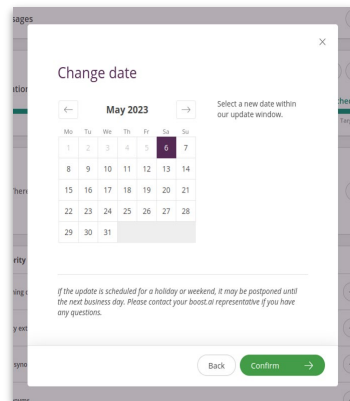 sages
Change date
May 2023
Select a new date within
our update window.
Mo Tu We Th Fr Sa Su
1 2 3 4 5 6 7
8 9 10 11 12 13 14
15 16 17 18 19 20 21
22 23 24 25 26 27 28
29 30 31
If the update is scheduled for a holiday or weekend, it may be postponed until
the next business day. Please contact your boost.ai representative if you have
any questions.
Back Confirm